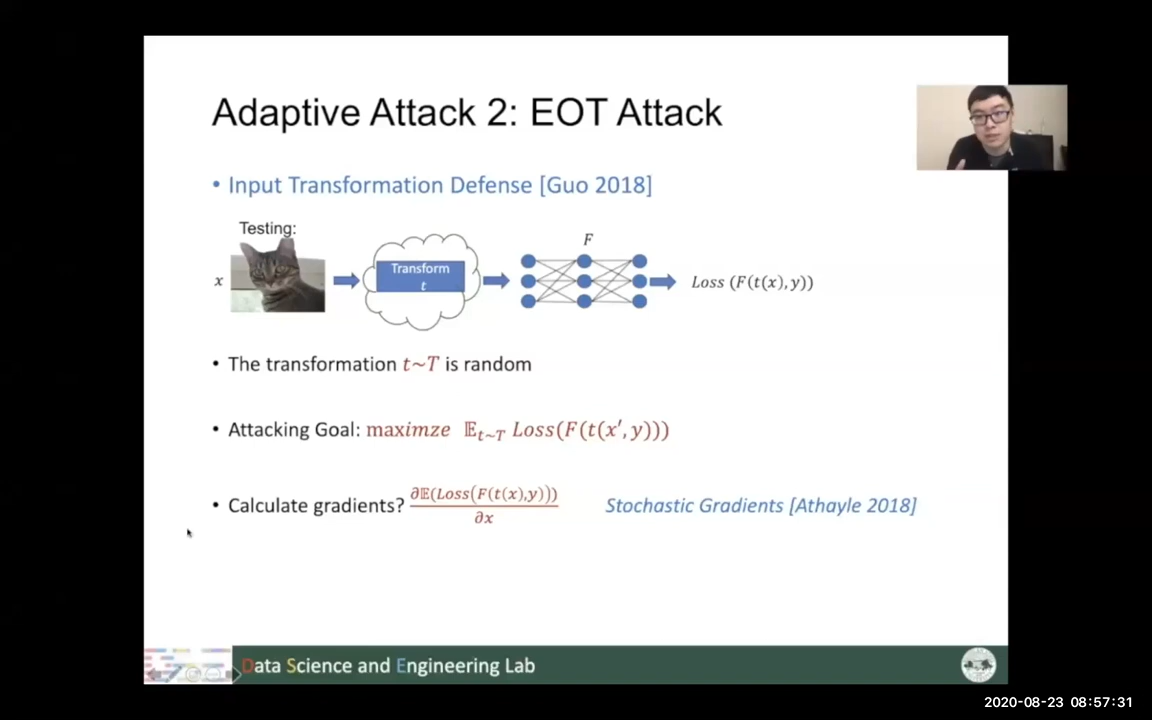 Adaptive Attack 2: EOT Attack
• Input Transformation Defense [Guo 2018]
Testing:
x
Transform
t
F
Loss (F(t(x),y))
• The transformation t~T is random
• Attacking Goal: maximze 𝔼t~T Loss(F(t(x′,y)))
• Calculate gradients? ∂𝔼(Loss(F(t(x),y))) / ∂x Stochastic Gradients [Athayle 2018]
Data Science and Engineering Lab
2020-08-23 08:57:31